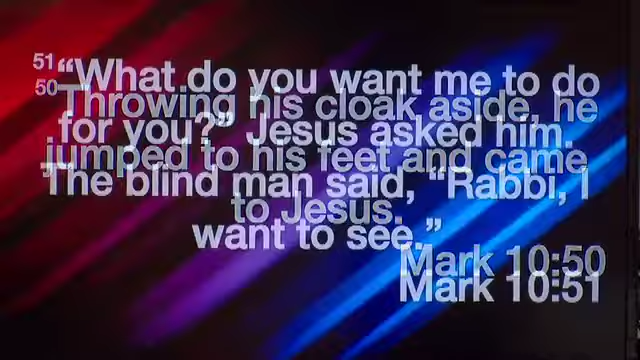 51 “What do you want me to do
50 Throwing his cloak aside, he
for you?” Jesus asked him.
jumped to his feet and came
The blind man said, “Rabbi, I
to Jesus.
want to see.”
Mark 10:50
Mark 10:51